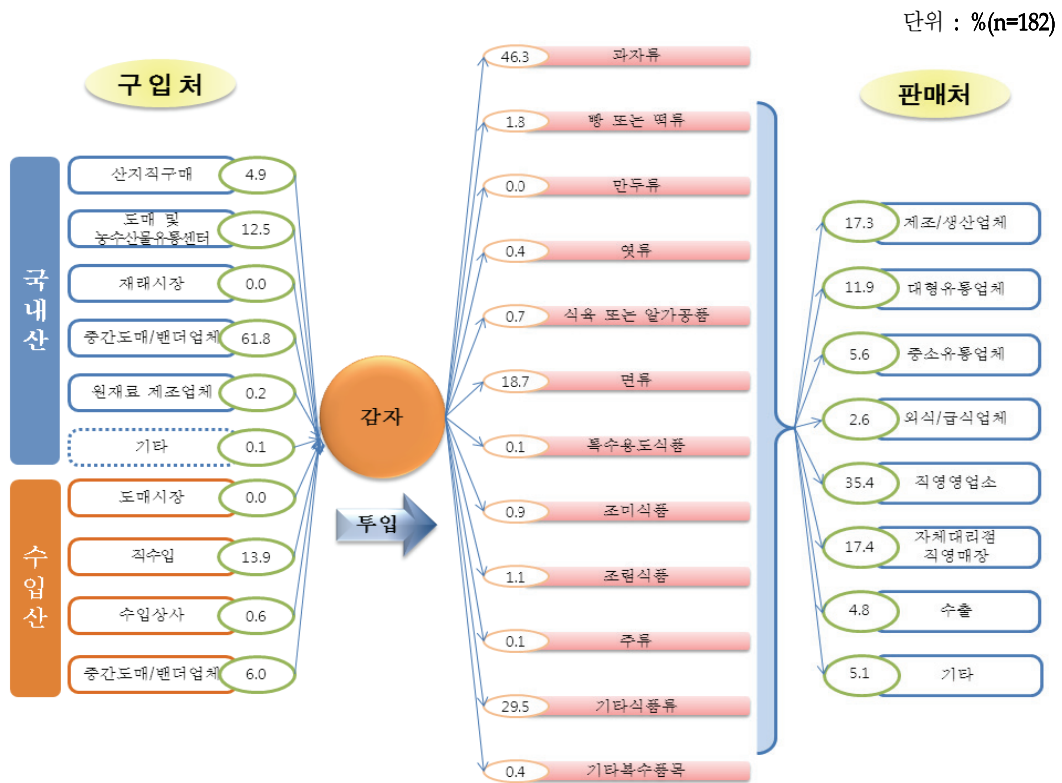 단위 : %(n=182)
구입처
판매처
국내산
산지직구매 4.9
도매 및
농수산물유통센터 12.5
재래시장 0.0
중간도매/밴더업체 61.8
원재료 제조업체 0.2
기타 0.1
수입산
도매시장 0.0
직수입 13.9
수입상사 0.6
중간도매/밴더업체 6.0
감자
투입
46.3 과자류
1.8 빵 또는 떡류
0.0 만두류
0.4 엿류
0.7 식육 또는 알가공품
18.7 면류
0.1 특수용도식품
0.9 조미식품
1.1 조림식품
0.1 주류
29.5 기타식품류
0.4 기타복수품목
17.3 제조/생산업체
11.9 대형유통업체
5.6 중소유통업체
2.6 외식/급식업체
35.4 직영영업소
17.4 자체대리점
직영매장
4.8 수출
5.1 기타